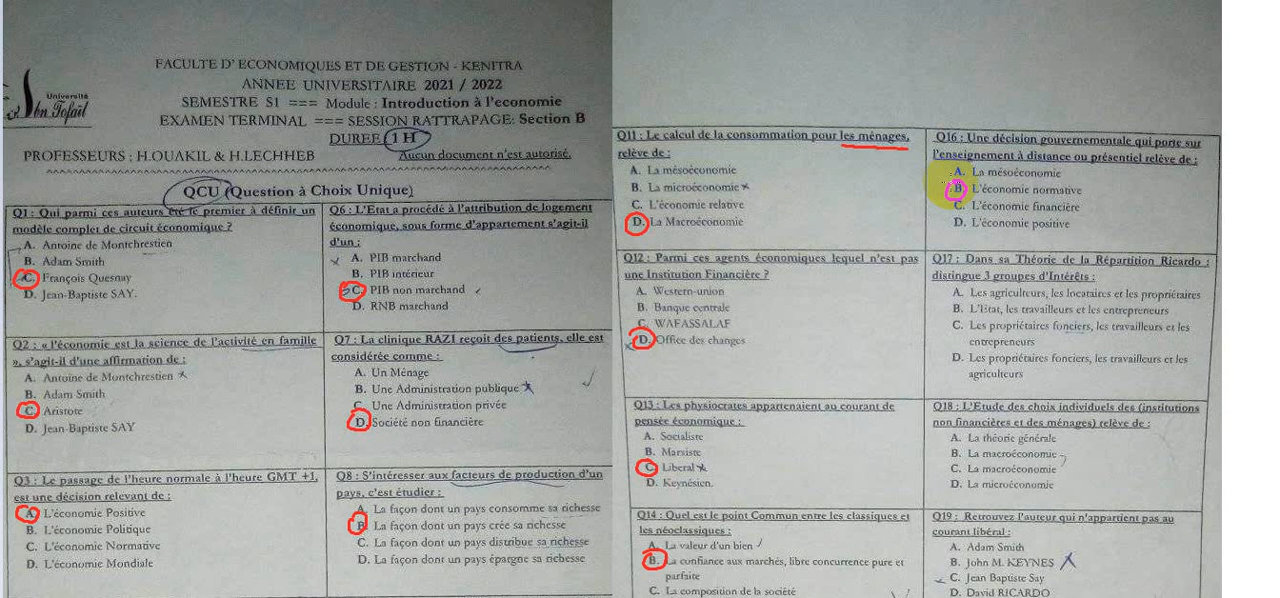 Université
Ibn Tofaïl
FACULTE D' ECONOMIQUES ET DE GESTION - KENITRA
ANNEE UNIVERSITAIRE 2021 / 2022
SEMESTRE S1 === Module : Introduction à l'economie
EXAMEN TERMINAL === SESSION RATTRAPAGE: Section B
DUREE (1 H)
PROFESSEURS : H.OUAKIL & H.LECHHEB
Aucun document n'est autorisé.
QCU (Question à Choix Unique)
Q1 : Qui parmi ces auteurs été le premier à définir un
modèle complet de circuit économique ?
A. Antoine de Montchrestien
B. Adam Smith
C. François Quesnay
D. Jean-Baptiste SAY.
Q6 : L'Etat a procédé à l'attribution de logement
économique, sous forme d'appartement s'agit-il
d'un :
A. PIB marchand
B. PIB intérieur
C. PIB non marchand
D. RNB marchand
Q2 : « l'économie est la science de l'activité en famille
», s'agit-il d'une affirmation de :
A. Antoine de Montchrestien
B. Adam Smith
C. Aristote
D. Jean-Baptiste SAY
Q7 : La clinique RAZI reçoit des patients, elle est
considérée comme :
A. Un Ménage
B. Une Administration publique
C. Une Administration privée
D. Société non financière
Q3 : Le passage de l'heure normale à l'heure GMT +1,
est une décision relevant de :
A. L'économie Positive
B. L'économie Politique
C. L'économie Normative
D. L'économie Mondiale
Q8 : S'intéresser aux facteurs de production d'un
pays, c'est étudier :
A. La façon dont un pays consomme sa richesse
B. La façon dont un pays crée sa richesse
C. La façon dont un pays distribue sa richesse
D. La façon dont un pays épargne sa richesse
Q11 : Le calcul de la consommation pour les ménages,
relève de :
A. La mésoéconomie
B. La microéconomie
C. L'économie relative
D. La Macroéconomie
Q16 : Une décision gouvernementale qui porte sur
l'enseignement à distance ou présentiel relève de :
A. La mésoéconomie
B. L'économie normative
C. L'économie financière
D. L'économie positive
Q12 : Parmi ces agents économiques lequel n'est pas
une Institution Financière ?
A. Western-union
B. Banque centrale
C. WAFASSALAF
D. Office des changes
Q17 : Dans sa Théorie de la Répartition Ricardo ;
distingue 3 groupes d'Intérêts :
A. Les agriculteurs, les locataires et les propriétaires
B. L'Etat, les travailleurs et les entrepreneurs
C. Les propriétaires fonciers, les travailleurs et les
entrepreneurs
D. Les propriétaires fonciers, les travailleurs et les
agriculteurs
Q13 : Les physiocrates appartenaient au courant de
pensée économique :
A. Socialiste
B. Marxiste
C. Liberal
D. Keynésien.
Q18 : L'Etude des choix individuels des (institutions
non financières et des ménages) relève de :
A. La théorie générale
B. La macroéconomie
C. La macroéconomie
D. La microéconomie
Q14 : Quel est le point Commun entre les classiques et
les néoclassiques :
A. La valeur d'un bien
B. La confiance aux marchés, libre concurrence pure et
parfaite
C. La composition de la société
Q19 : Retrouvez l'auteur qui n'appartient pas au
courant libéral :
A. Adam Smith
B. John M. KEYNES
C. Jean Baptiste Say
D. David RICARDO